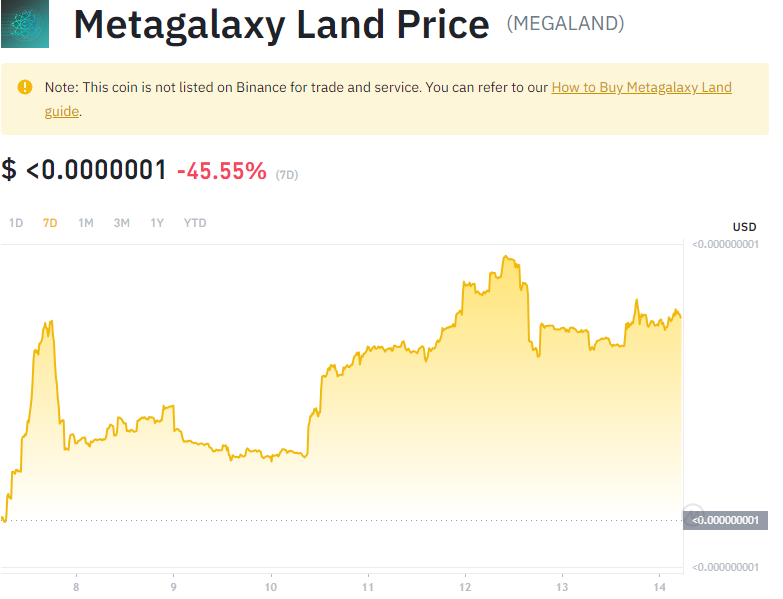 Metagalaxy Land Price (MEGALAND)
Note: This coin is not listed on Binance for trade and service. You can refer to our How to Buy Metagalaxy Land
guide.
$ <0.0000001 -45.55% (7D)
1D 7D 1M 3M 1Y YTD
USD
<0.000000001
<0.000000001
<0.000000001
8 9 10 11 12 13 14